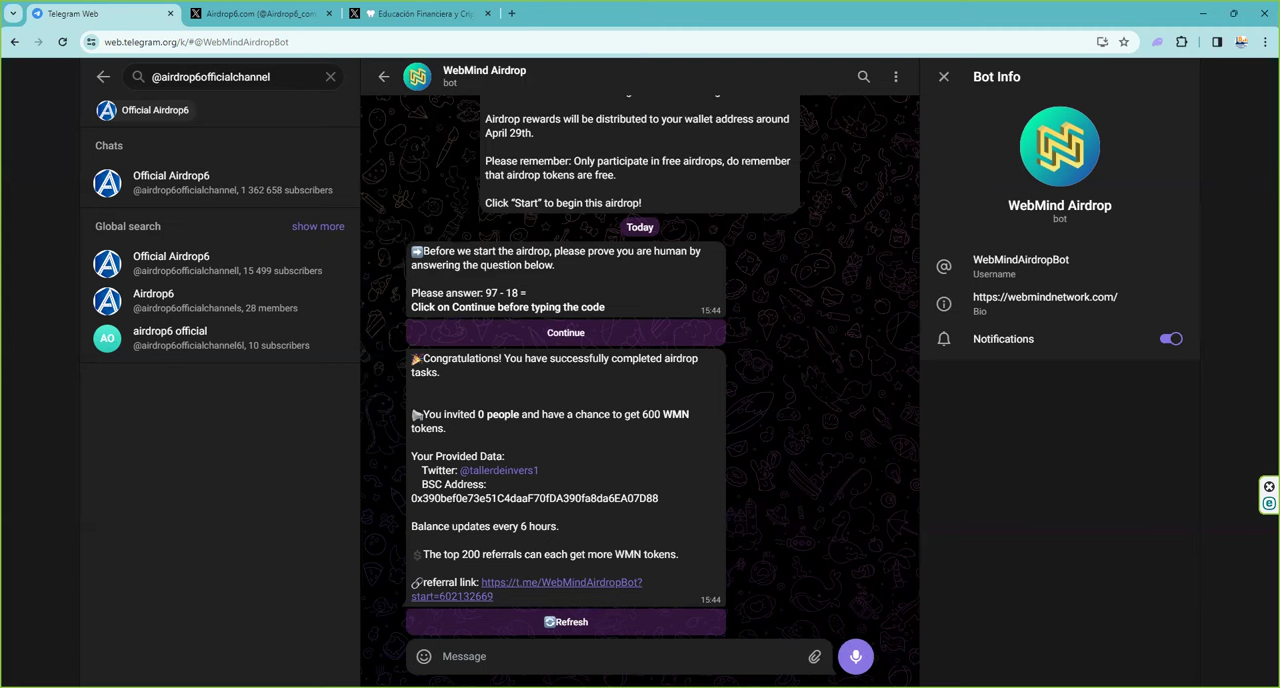 Telegram Web
Airdrop6.com (@Airdrop6_com
Educación Financiera y Crip
web.telegram.org/k/#@WebMindAirdropBot
@airdrop6officialchannel
Official Airdrop6
Chats
Official Airdrop6
@airdrop6officialchannel, 1 362 658 subscribers
Global search
show more
Official Airdrop6
@airdrop6officialchannell, 15 499 subscribers
Airdrop6
@airdrop6officialchannels, 28 members
AO
airdrop6 official
@airdrop6officialchannel6l, 10 subscribers
WebMind Airdrop
bot
Airdrop rewards will be distributed to your wallet address around
April 29th.
Please remember: Only participate in free airdrops, do remember
that airdrop tokens are free.
Click “Start” to begin this airdrop!
Today
Before we start the airdrop, please prove you are human by
answering the question below.
Please answer: 97 - 18 =
Click on Continue before typing the code
15:44
Continue
Congratulations! You have successfully completed airdrop
tasks.
You invited 0 people and have a chance to get 600 WMN
tokens.
Your Provided Data:
Twitter: @tallerdeinvers1
BSC Address:
0x390bef0e73e51C4daaF70fDA390fa8da6EA07D88
Balance updates every 6 hours.
The top 200 referrals can each get more WMN tokens.
referral link: https://t.me/WebMindAirdropBot?
start=602132669
15:44
Refresh
Message
Bot Info
WebMind Airdrop
bot
WebMindAirdropBot
Username
https://webmindnetwork.com/
Bio
Notifications